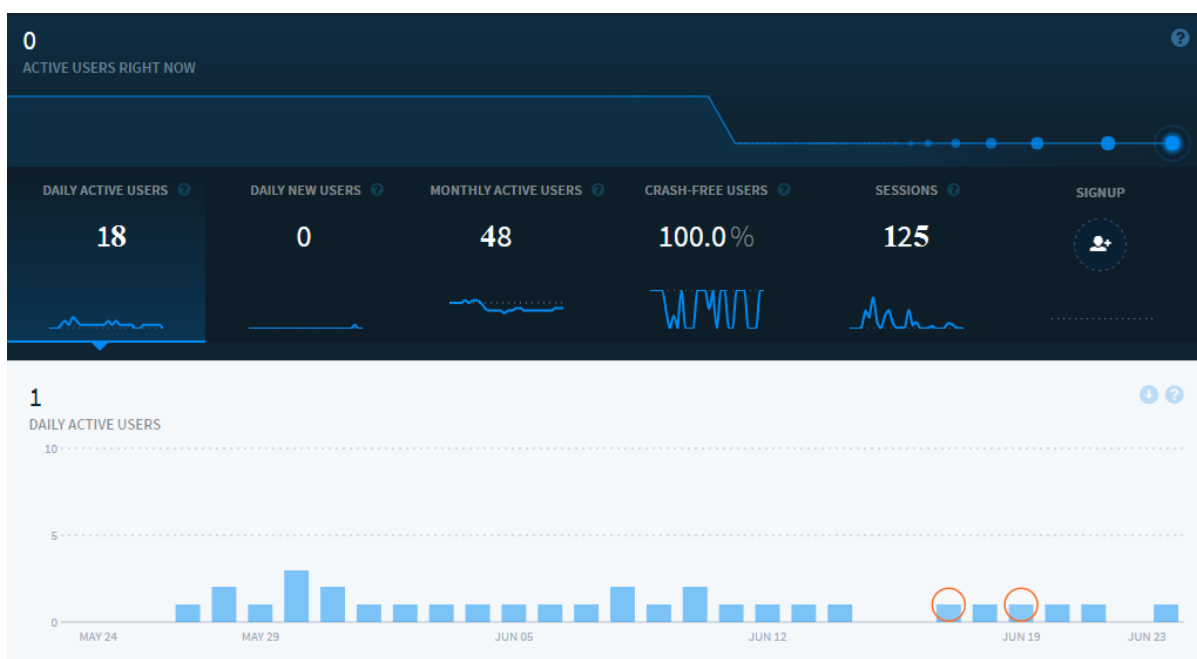 0
ACTIVE USERS RIGHT NOW
DAILY ACTIVE USERS DAILY NEW USERS MONTHLY ACTIVE USERS CRASH-FREE USERS SESSIONS SIGNUP
18 0 48 100.0% 125
1
DAILY ACTIVE USERS
10
5
0
MAY 24 MAY 29 JUN 05 JUN 12 JUN 19 JUN 23